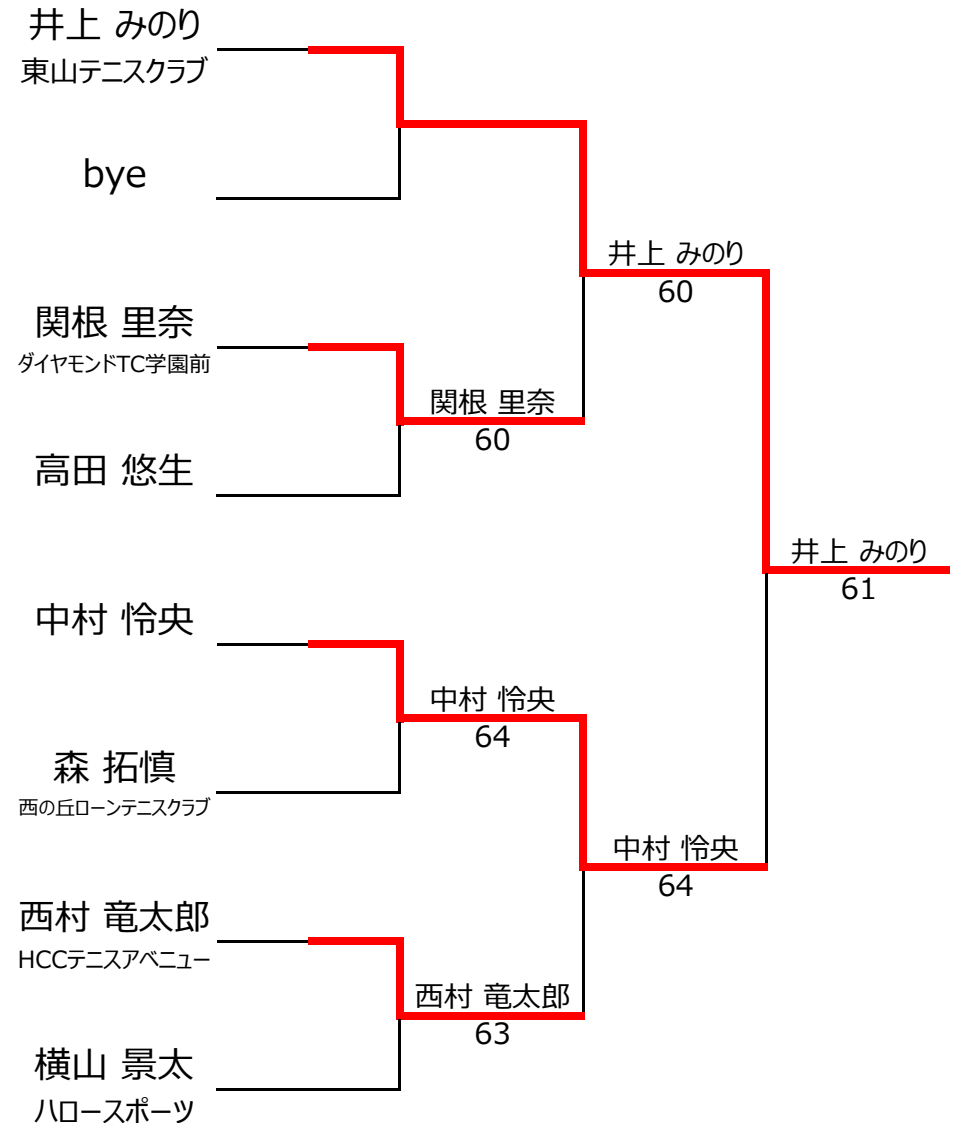 井上 みのり
東山テニスクラブ
bye
関根 里奈
ダイヤモンドTC学園前
高田 悠生
中村 怜央
森 拓慎
西の丘ローンテニスクラブ
西村 竜太郎
HCCテニスアベニュー
横山 景太
ハロースポーツ
関根 里奈
60
中村 怜央
64
西村 竜太郎
63
井上 みのり
60
中村 怜央
64
井上 みのり
61